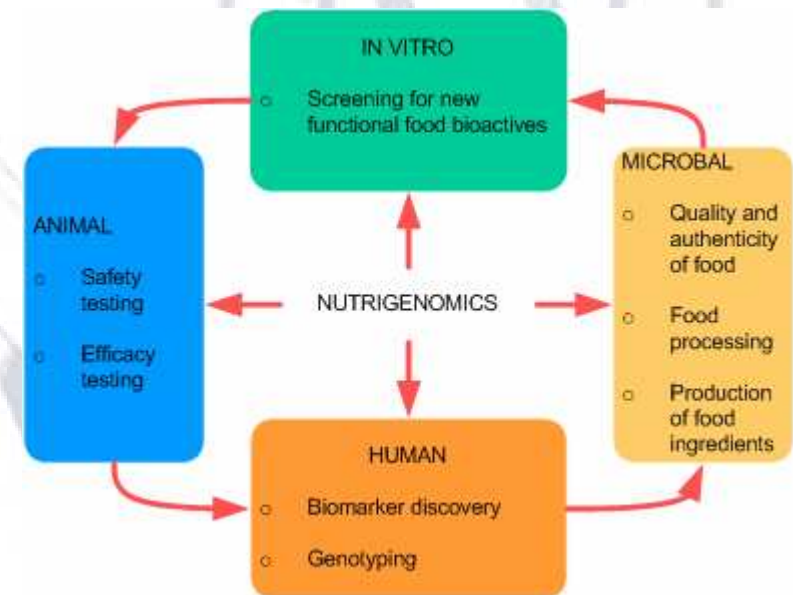 IN VITRO
o Screening for new
functional food bioactives
ANIMAL
o Safety
testing
o Efficacy
testing
NUTRIGENOMICS
MICROBAL
o Quality and
authenticity
of food
o Food
processing
o Production
of food
ingredients
HUMAN
o Biomarker discovery
o Genotyping